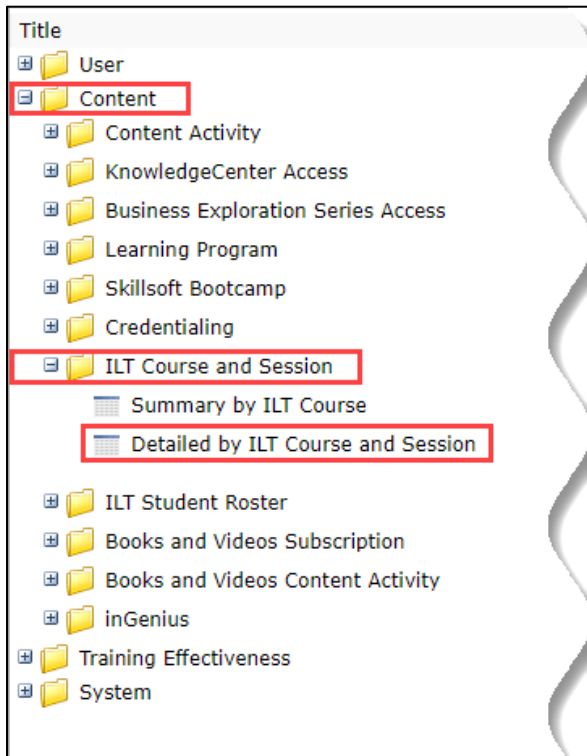 Title
User
Content
Content Activity
KnowledgeCenter Access
Business Exploration Series Access
Learning Program
Skillsoft Bootcamp
Credentialing
ILT Course and Session
Summary by ILT Course
Detailed by ILT Course and Session
ILT Student Roster
Books and Videos Subscription
Books and Videos Content Activity
inGenius
Training Effectiveness
System